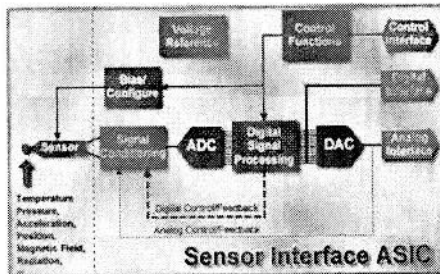 Voltage
Reference
Control
Functions
Control
Interface
Bias/
Configure
Digital
Interface
Sensor
Signal
Conditioning
ADC
Digital
Signal
Processing
DAC
Analog
Interface
Temperature
Pressure,
Acceleration,
Position,
Magnetic Field,
Radiation,
Digital Control/Feedback
Analog Control/Feedback
Sensor Interface ASIC